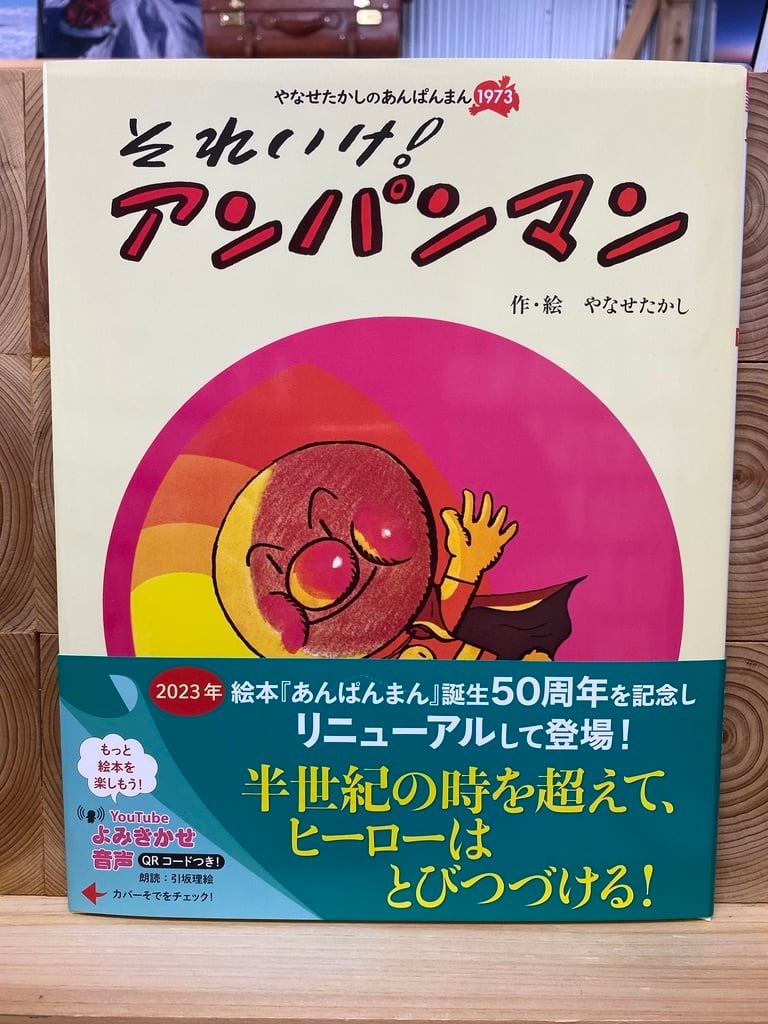 やなせたかしのあんぱんまん 1973
それいけ!
アンパンマン
作・絵 やなせたかし
2023年 絵本『あんぱんまん』誕生50周年を記念し
リニューアルして登場!
半世紀の時を超えて、
ヒーローは
とびつづける!
もっと
絵本を
楽しもう!
YouTube
よみきかせ
音声 QRコードつき!
朗読:引坂理絵
カバーそでをチェック!